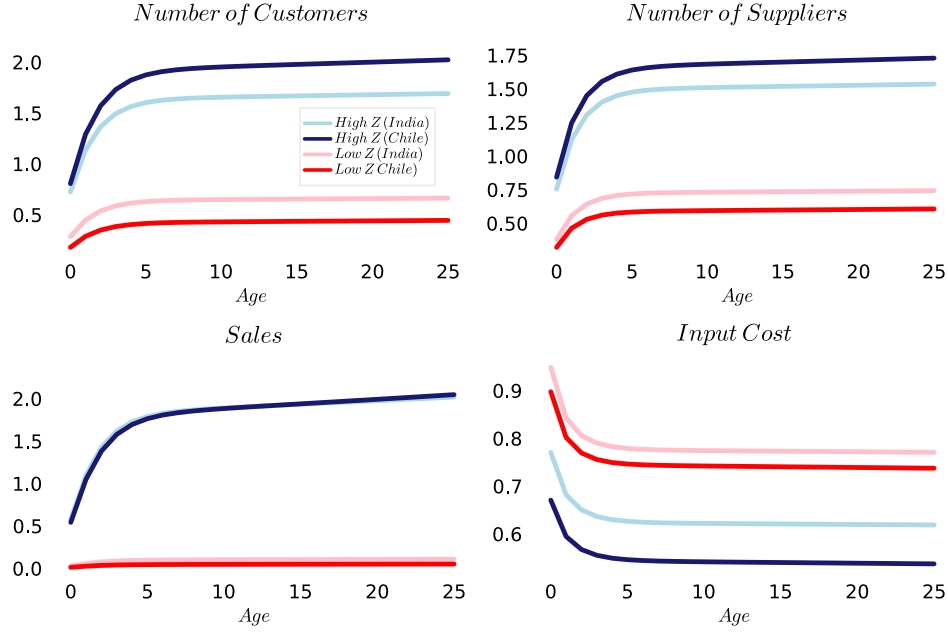 Number of Customers
2.0
1.5
1.0
0.5
0 5 10 15 20 25
Age
High Z (India)
High Z (Chile)
Low Z (India)
Low Z Chile)
Number of Suppliers
1.75
1.50
1.25
1.00
0.75
0.50
0 5 10 15 20 25
Age
Sales
2.0
1.5
1.0
0.5
0.0
0 5 10 15 20 25
Age
Input Cost
0.9
0.8
0.7
0.6
0 5 10 15 20 25
Age